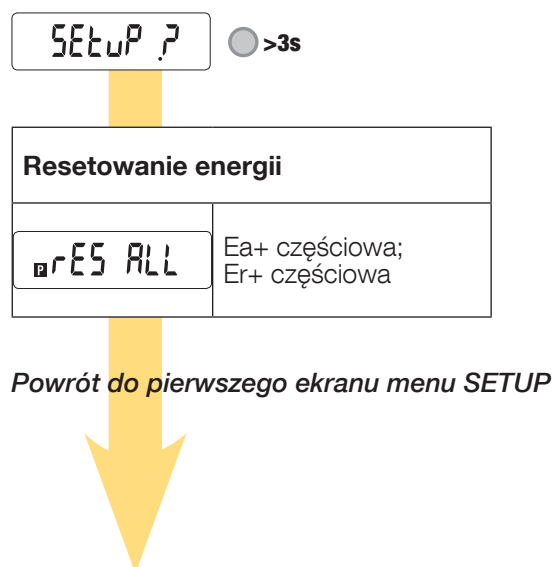 SEtuP ? >3s
Resetowanie energii
P rES ALL
Ea+ częściowa;
Er+ częściowa
Powrót do pierwszego ekranu menu SETUP